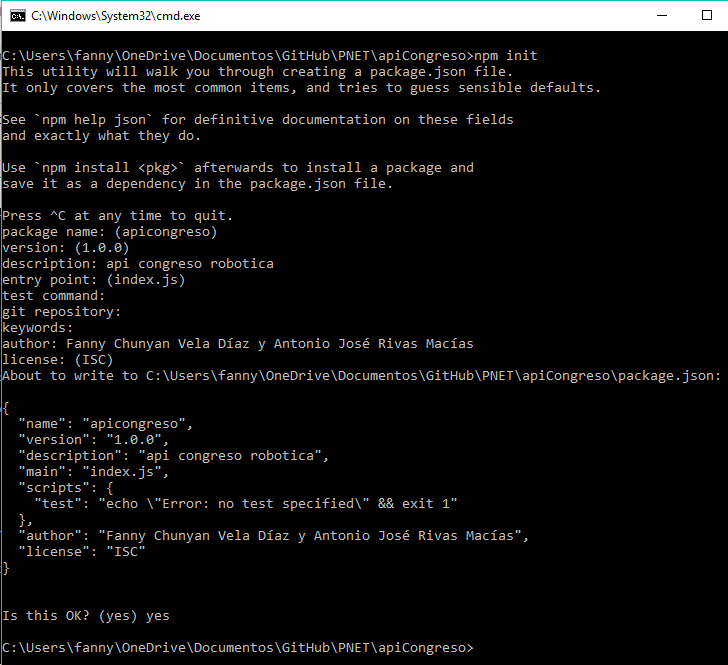 C:\Windows\System32\cmd.exe
C:\Users\fanny\OneDrive\Documentos\GitHub\PNET\apiCongreso>npm init
This utility will walk you through creating a package.json file.
It only covers the most common items, and tries to guess sensible defaults.
See `npm help json` for definitive documentation on these fields
and exactly what they do.
Use `npm install <pkg>` afterwards to install a package and
save it as a dependency in the package.json file.
Press ^C at any time to quit.
package name: (apicongreso)
version: (1.0.0)
description: api congreso robotica
entry point: (index.js)
test command:
git repository:
keywords:
author: Fanny Chunyan Vela Díaz y Antonio José Rivas Macías
license: (ISC)
About to write to C:\Users\fanny\OneDrive\Documentos\GitHub\PNET\apiCongreso\package.json:
{
  "name": "apicongreso",
  "version": "1.0.0",
  "description": "api congreso robotica",
  "main": "index.js",
  "scripts": {
    "test": "echo \"Error: no test specified\" && exit 1"
  },
  "author": "Fanny Chunyan Vela Díaz y Antonio José Rivas Macías",
  "license": "ISC"
}
Is this OK? (yes) yes
C:\Users\fanny\OneDrive\Documentos\GitHub\PNET\apiCongreso>